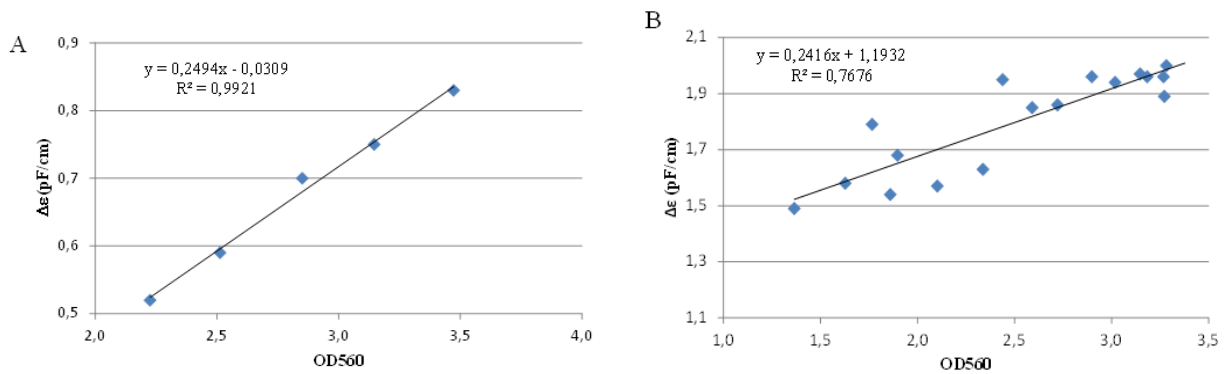 A
y = 0,2494x - 0,0309
R² = 0,9921
0,9
0,8
0,7
0,6
0,5
Δε(pF/cm)
2,0 2,5 3,0 3,5 4,0
OD560
B
y = 0,2416x + 1,1932
R² = 0,7676
2,1
1,9
1,7
1,5
1,3
1,1
Δε (pF/cm)
1,0 1,5 2,0 2,5 3,0 3,5
OD560